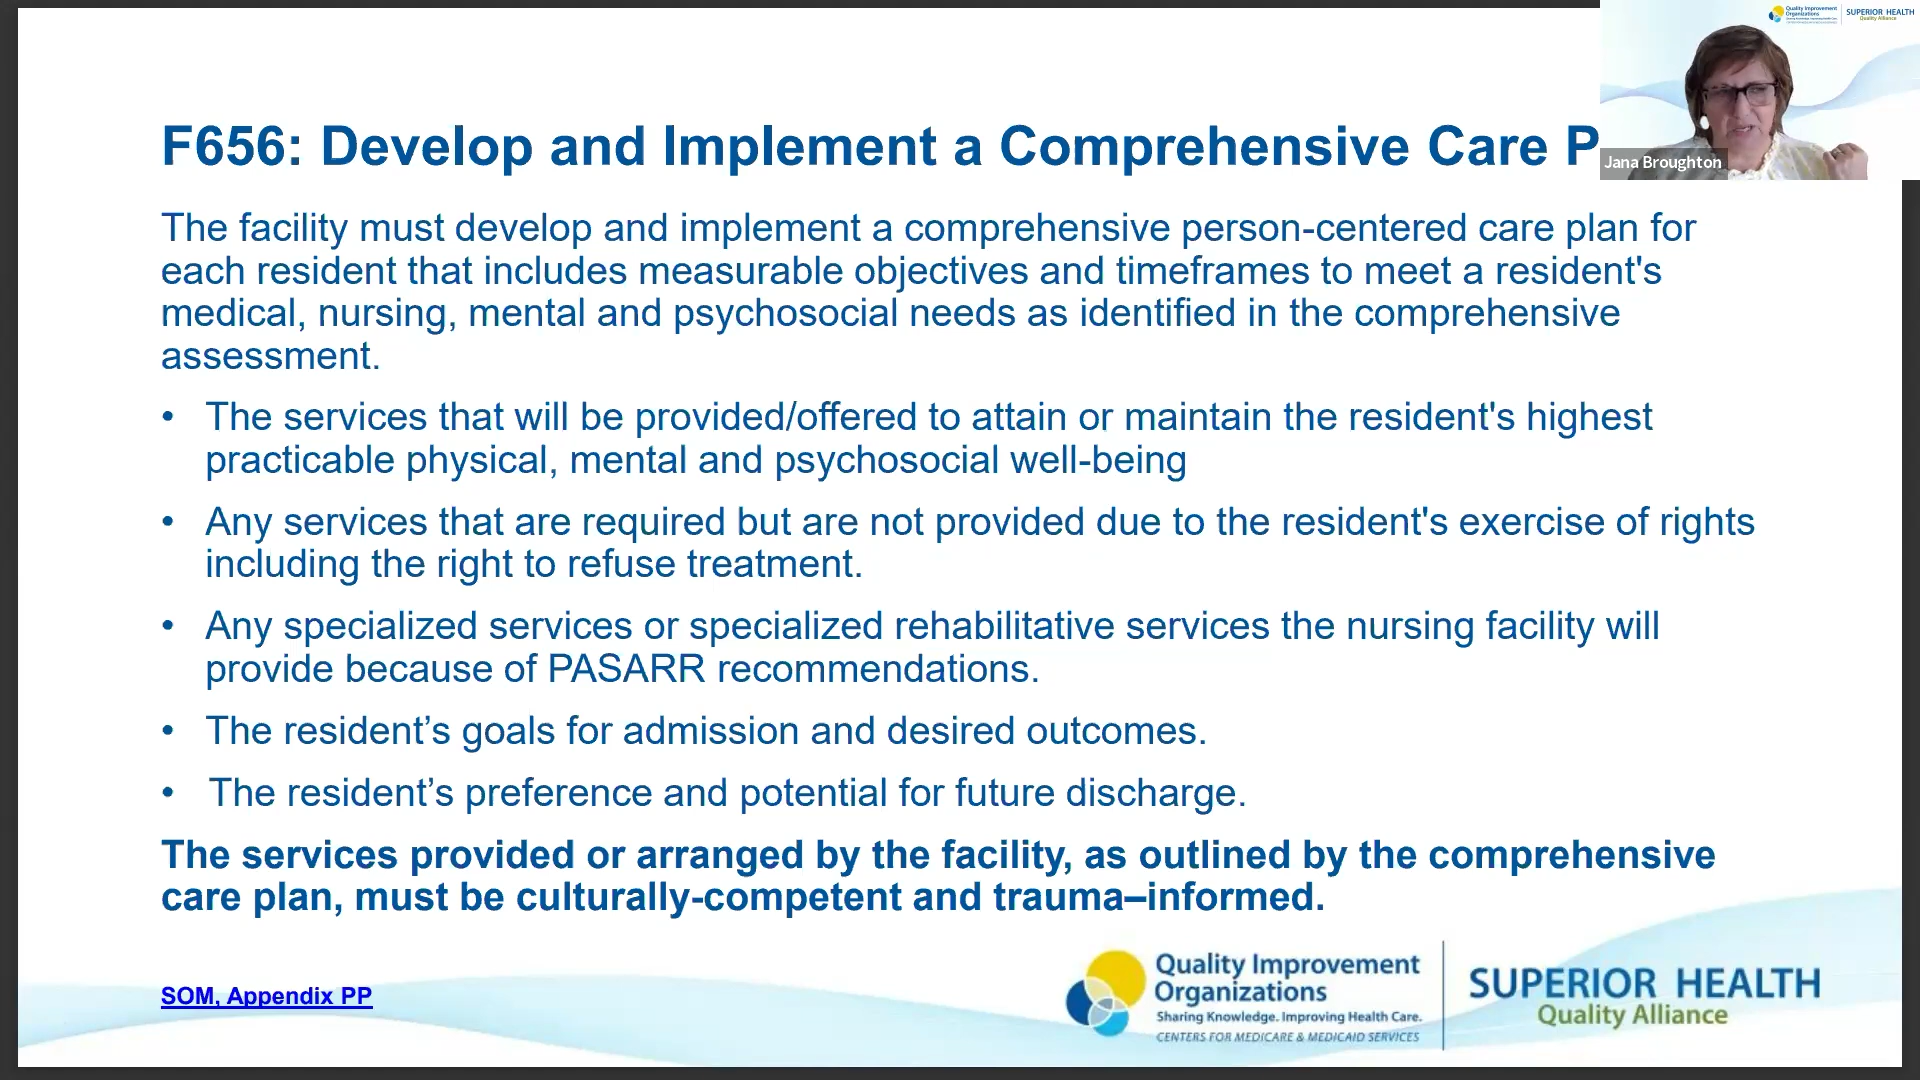 Quality Improvement
Organizations
SUPERIOR HEALTH
Quality Alliance
F656: Develop and Implement a Comprehensive Care P
Jana Broughton
The facility must develop and implement a comprehensive person-centered care plan for
each resident that includes measurable objectives and timeframes to meet a resident's
medical, nursing, mental and psychosocial needs as identified in the comprehensive
assessment.
• The services that will be provided/offered to attain or maintain the resident's highest
practicable physical, mental and psychosocial well-being
• Any services that are required but are not provided due to the resident's exercise of rights
including the right to refuse treatment.
• Any specialized services or specialized rehabilitative services the nursing facility will
provide because of PASARR recommendations.
• The resident’s goals for admission and desired outcomes.
• The resident’s preference and potential for future discharge.
The services provided or arranged by the facility, as outlined by the comprehensive
care plan, must be culturally-competent and trauma–informed.
SOM, Appendix PP
Quality Improvement
Organizations
Sharing Knowledge. Improving Health Care.
CENTERS FOR MEDICARE & MEDICAID SERVICES
SUPERIOR HEALTH
Quality Alliance